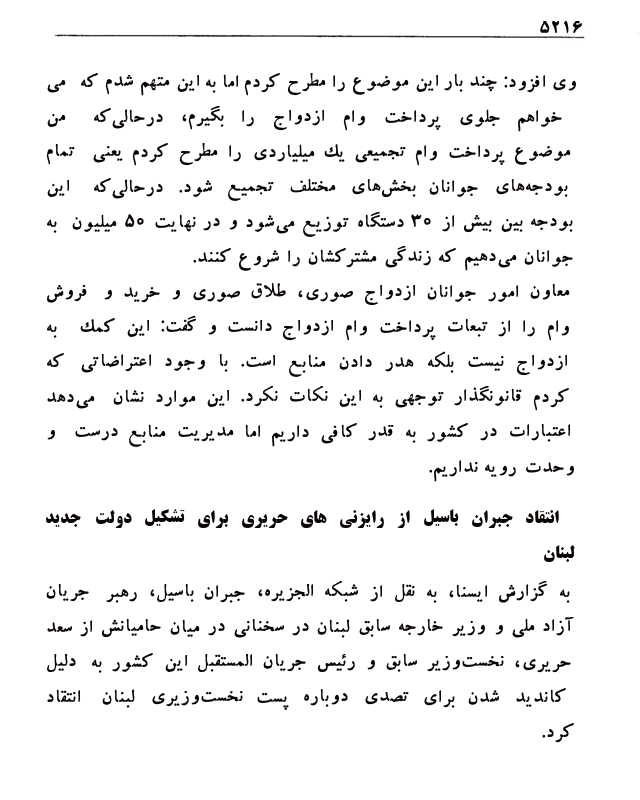 ۵۲۱۶
وی افزود: چند بار این موضوع را مطرح کردم اما به این متهم شدم که می
خواهم جلوی پرداخت وام ازدواج را بگیرم، درحالی‌که من
موضوع پرداخت وام تجمیعی یك میلیاردی را مطرح کردم یعنی تمام
بودجه‌های جوانان بخش‌های مختلف تجمیع شود. درحالی‌که این
بودجه بین بیش از ۳۰ دستگاه توزیع می‌شود و در نهایت ۵۰ میلیون به
جوانان می‌دهیم که زندگی مشترکشان را شروع کنند.
معاون امور جوانان ازدواج صوری، طلاق صوری و خرید و فروش
وام را از تبعات پرداخت وام ازدواج دانست و گفت: این کمك به
ازدواج نیست بلکه هدر دادن منابع است. با وجود اعتراضاتی که
کردم قانونگذار توجهی به این نکات نکرد. این موارد نشان می‌دهد
اعتبارات در کشور به قدر کافی داریم اما مدیریت منابع درست و
وحدت رویه نداریم.
انتقاد جبران باسیل از رایزنی های حریری برای تشکیل دولت جدید
لبنان
به گزارش ایسنا، به نقل از شبکه الجزیره، جبران باسیل، رهبر جریان
آزاد ملی و وزیر خارجه سابق لبنان در سخنانی در میان حامیانش از سعد
حریری، نخست‌وزیر سابق و رئیس جریان المستقبل این کشور به دلیل
کاندید شدن برای تصدی دوباره پست نخست‌وزیری لبنان انتقاد
کرد.